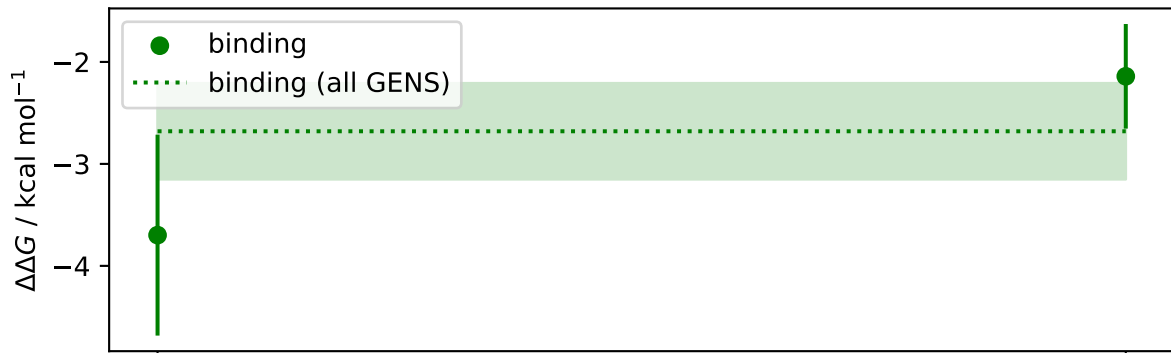 binding
binding (all GENS)
ΔΔG / kcal mol⁻¹
−2
−3
−4